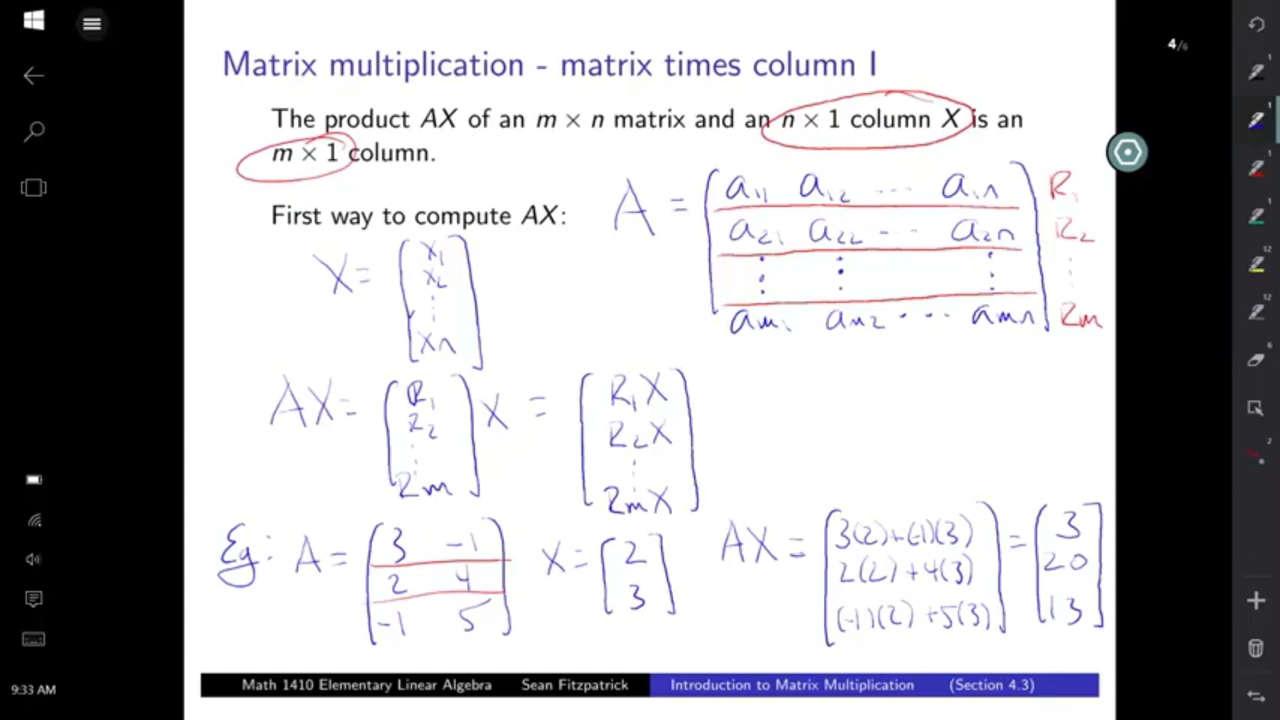 4/6
Matrix multiplication - matrix times column I
The product AX of an m × n matrix and an n × 1 column X is an
m × 1 column.
First way to compute AX:
A = [a₁₁ a₁₂ ... a₁n] R₁
[a₂₁ a₂₂ ... a₂n] R₂
[⋮ ⋮ ⋮] ⋮
[am₁ am₂ ... amn] Rm
X = [x₁
x₂
⋮
xn]
AX = [R₁ R₂ ⋮ Rm] X = [R₁X R₂X ⋮ RmX]
Eg: A = [3 -1
2 4
-1 5]
X = [2
3]
AX = [3(2)+(-1)(3)
2(2)+4(3)
(-1)(2)+5(3)]
= [3
20
13]
Math 1410 Elementary Linear Algebra Sean Fitzpatrick Introduction to Matrix Multiplication (Section 4.3)
9:33 AM